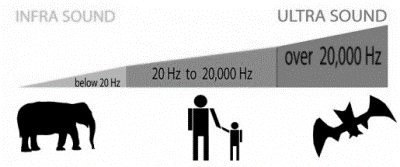 INFRA SOUND
ULTRA SOUND
below 20 Hz
20 Hz to 20,000 Hz
over 20,000 Hz